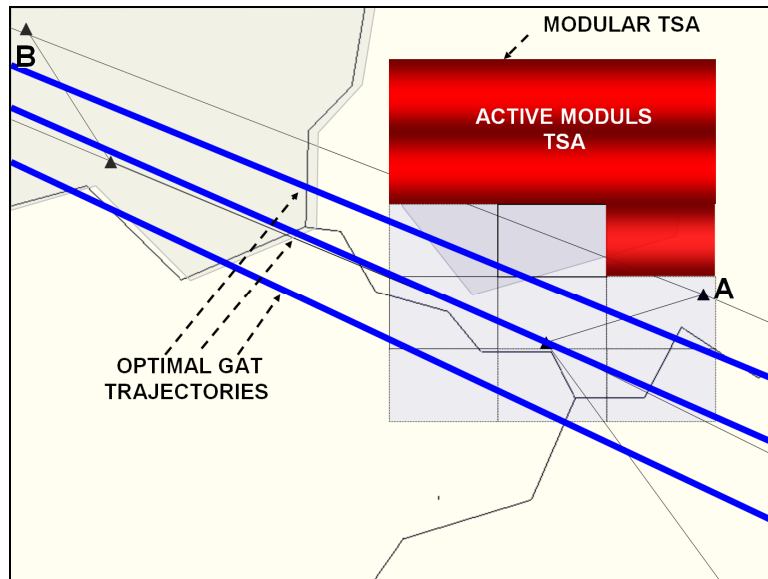 MODULAR TSA
B
ACTIVE MODULS
TSA
A
OPTIMAL GAT
TRAJECTORIES